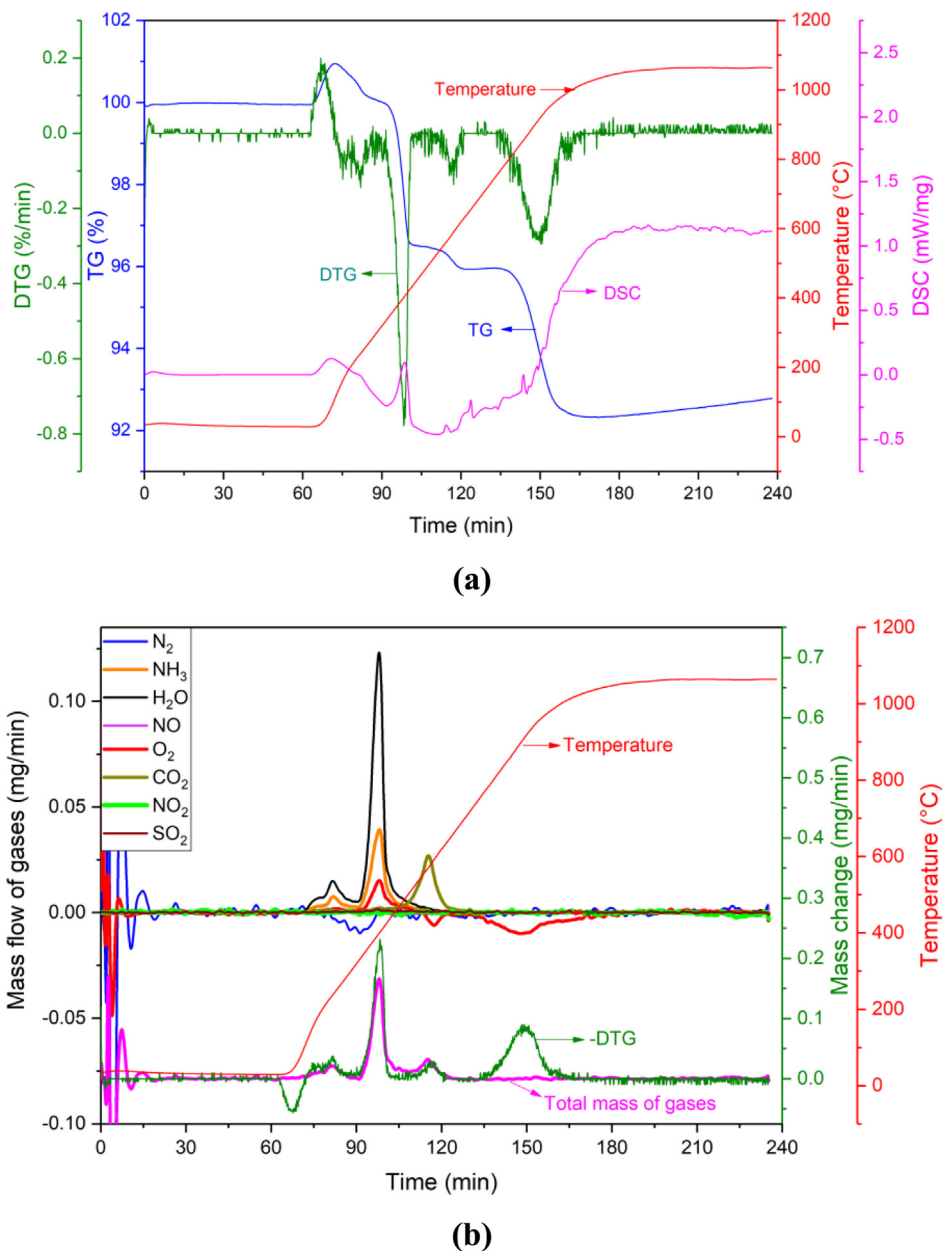 102
1200
0.2
100
1000
2.5
2.0
0.0
98
800
1.5
-0.2
96
600
1.0
-0.4
94
400
0.5
-0.6
200
0.0
-0.8
92
0
-0.5
DTG (%/min)
TG (%)
Temperature (°C)
DSC (mW/mg)
Temperature
DTG
DSC
TG
0 30 60 90 120 150 180 210 240
Time (min)
(a)
N₂
NH₃
H₂O
NO
O₂
CO₂
NO₂
SO₂
0.10
0.05
0.00
-0.05
-0.10
Mass flow of gases (mg/min)
0.7
0.6
0.5
0.4
0.3
0.2
0.1
0.0
Mass change (mg/min)
1200
1000
800
600
400
200
0
Temperature (°C)
Temperature
-DTG
Total mass of gases
0 30 60 90 120 150 180 210 240
Time (min)
(b)